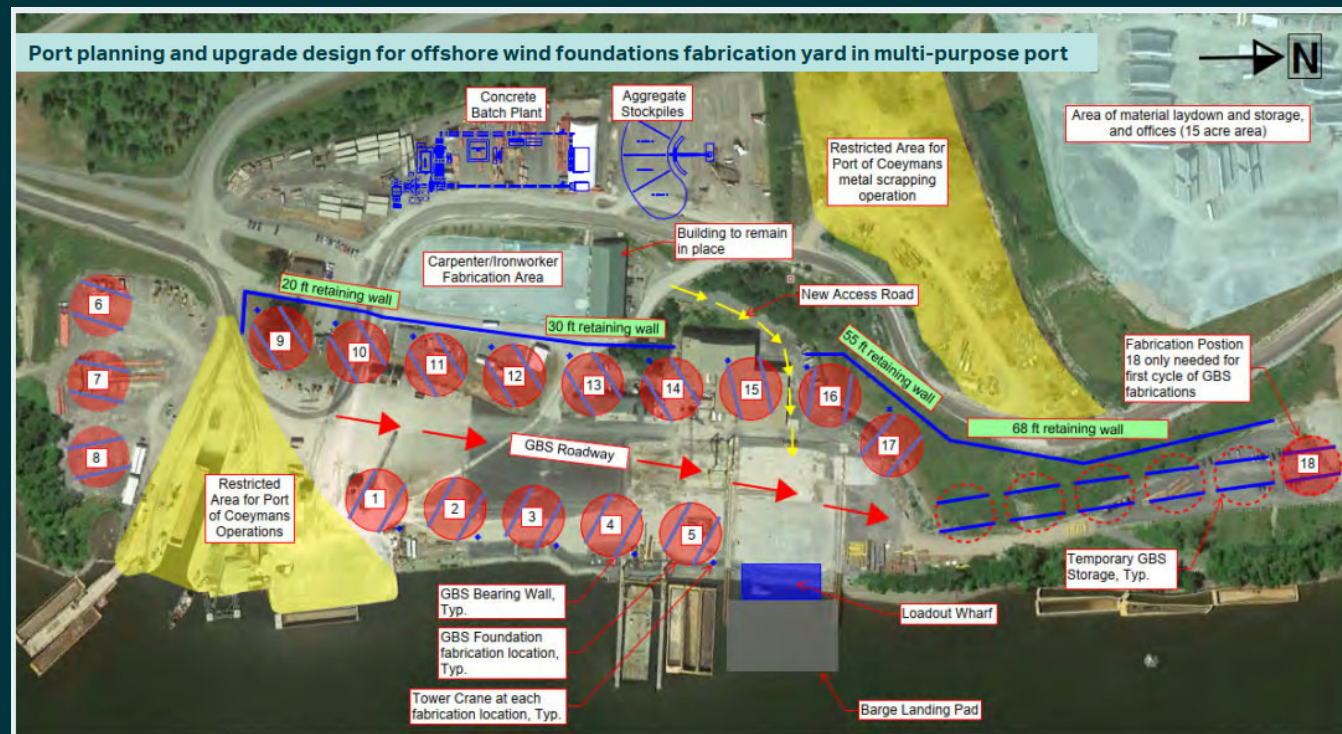 Port planning and upgrade design for offshore wind foundations fabrication yard in multi-purpose port
N
Concrete
Batch Plant
Aggregate
Stockpiles
Area of material laydown and storage,
and offices (15 acre area)
Restricted Area for
Port of Coeymans
metal scrapping
operation
Building to remain
in place
Carpenter/Ironworker
Fabrication Area
New Access Road
20 ft retaining wall
30 ft retaining wall
55 ft retaining wall
68 ft retaining wall
Fabrication Postion
18 only needed for
first cycle of GBS
fabrications
6
7
8
9
10
11
12
13
14
15
16
17
18
GBS Roadway
1
2
3
4
5
Restricted
Area for Port
of Coeymans
Operations
Temporary GBS
Storage, Typ.
GBS Bearing Wall,
Typ.
GBS Foundation
fabrication location,
Typ.
Tower Crane at each
fabrication location, Typ.
Loadout Wharf
Barge Landing Pad